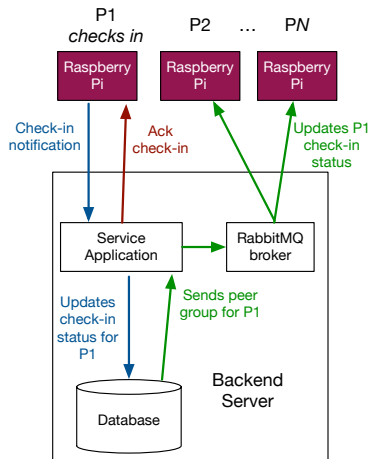 P1
checks in
P2 ... PN
Raspberry
Pi
Raspberry
Pi
Raspberry
Pi
Check-in
notification
Ack
check-in
Updates P1
check-in
status
Service
Application
RabbitMQ
broker
Updates
check-in
status for
P1
Sends peer
group for P1
Database
Backend
Server